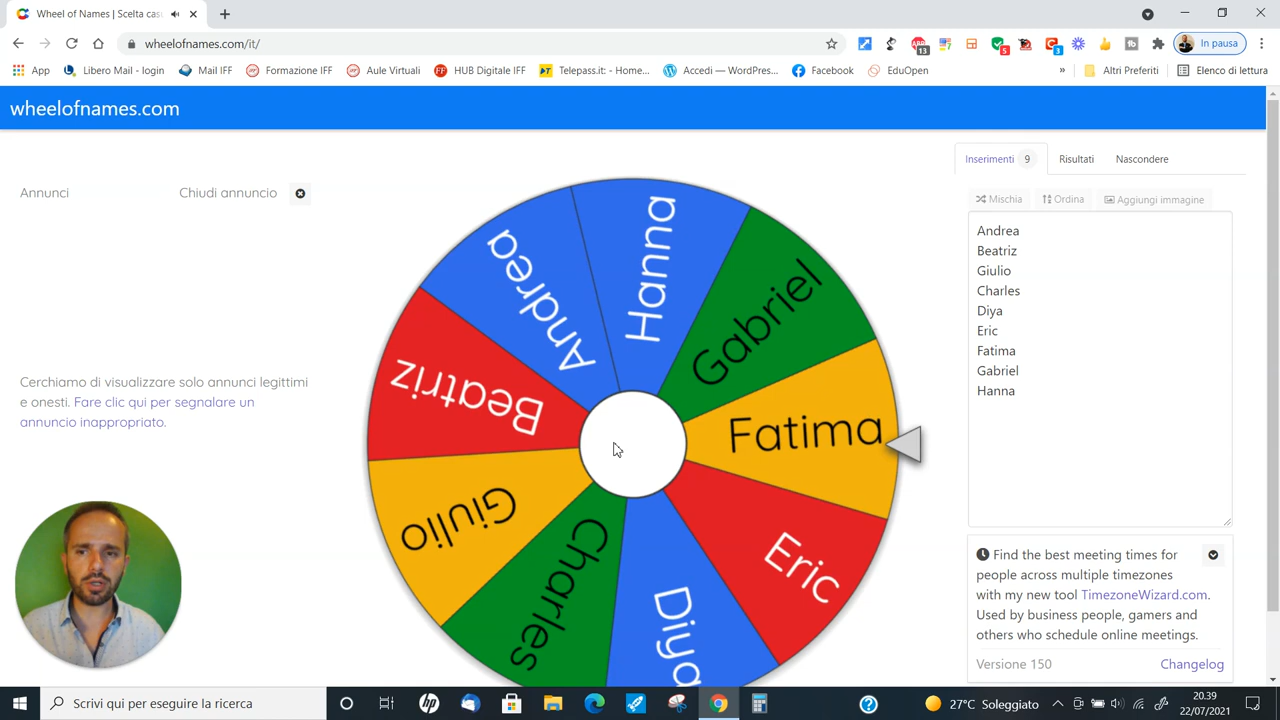 Wheel of Names | Scelta cas
wheelofnames.com/it/
In pausa
13
5
3
App
Libero Mail - login
Mail IFF
Formazione IFF
Aule Virtuali
HUB Digitale IFF
Telepass.it: - Home...
Accedi — WordPress...
Facebook
EduOpen
»
Altri Preferiti
Elenco di lettura
wheelofnames.com
Inserimenti 9
Risultati
Nascondere
Annunci
Chiudi annuncio
Mischia
Ordina
Aggiungi immagine
Andrea
Beatriz
Giulio
Charles
Diya
Eric
Fatima
Gabriel
Hanna
Hanna
Gabriel
Fatima
Eric
Diya
Charles
Giulio
Beatriz
Andrea
Cerchiamo di visualizzare solo annunci legittimi
e onesti. Fare clic qui per segnalare un
annuncio inappropriato.
Find the best meeting times for
people across multiple timezones
with my new tool TimezoneWizard.com.
Used by business people, gamers and
others who schedule online meetings.
Versione 150
Changelog
Scrivi qui per eseguire la ricerca
27°C Soleggiato
20.39
22/07/2021